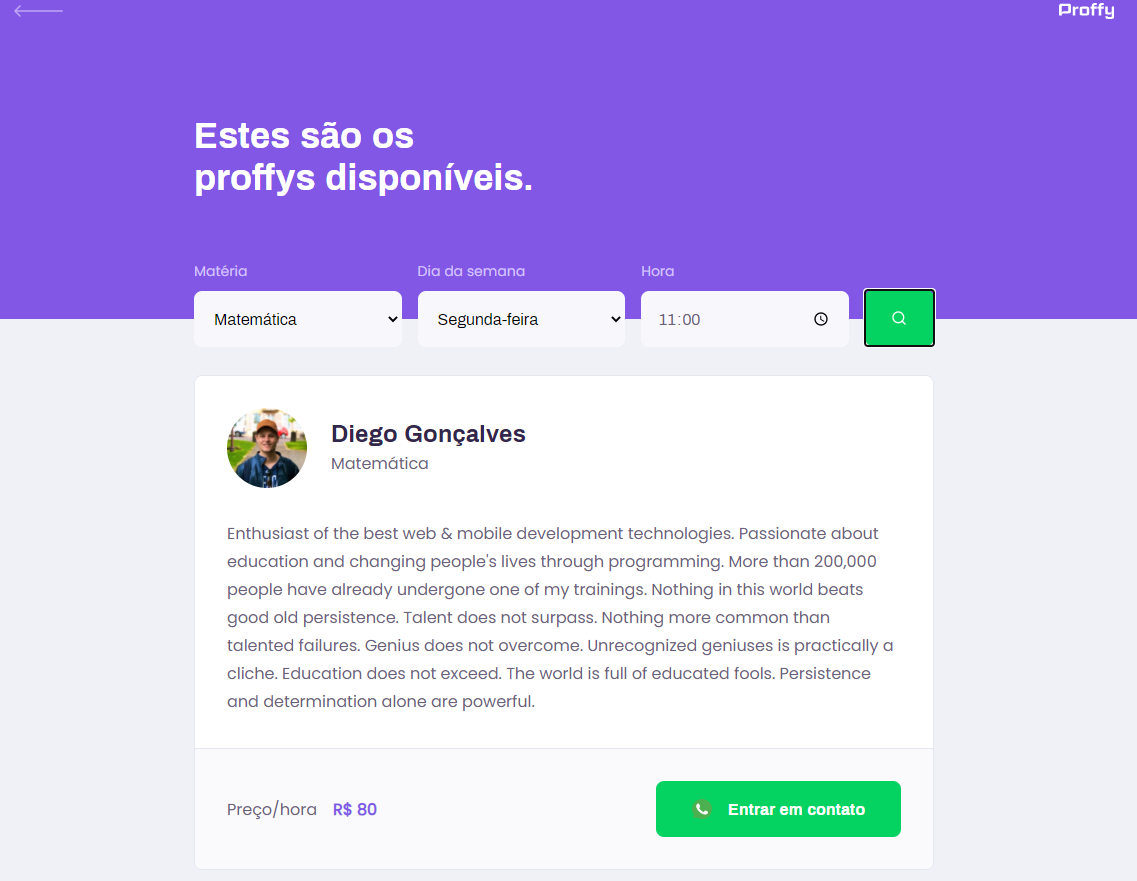 Proffy
Estes são os
proffys disponíveis.
Matéria
Dia da semana
Hora
Matemática
Segunda-feira
11:00
Diego Gonçalves
Matemática
Enthusiast of the best web & mobile development technologies. Passionate about
education and changing people's lives through programming. More than 200,000
people have already undergone one of my trainings. Nothing in this world beats
good old persistence. Talent does not surpass. Nothing more common than
talented failures. Genius does not overcome. Unrecognized geniuses is practically a
cliche. Education does not exceed. The world is full of educated fools. Persistence
and determination alone are powerful.
Preço/hora R$ 80
Entrar em contato